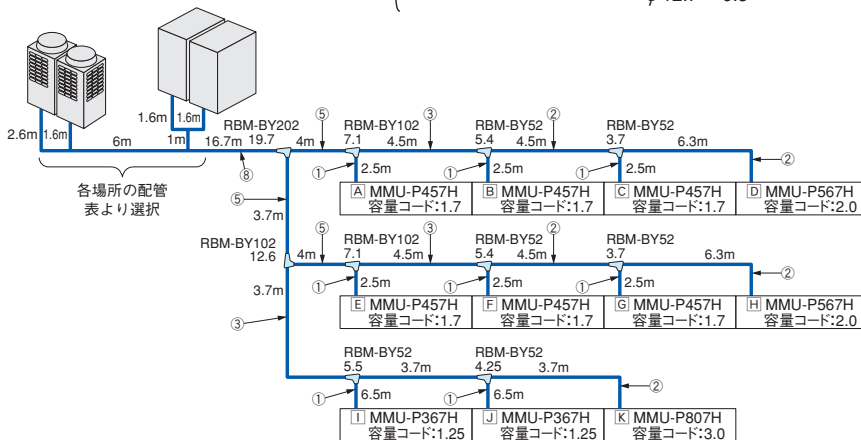 φ
2.6m
1.6m
6m
1.6m
1.6m
1m
16.7m
⑧
各場所の配管
表より選択
RBM-BY202
19.7
⑤
4m
RBM-BY102
7.1
③
4.5m
RBM-BY52
5.4
②
4.5m
RBM-BY52
3.7
6.3m
②
①
2.5m
①
2.5m
①
2.5m
A MMU-P457H
容量コード:1.7
B MMU-P457H
容量コード:1.7
C MMU-P457H
容量コード:1.7
D MMU-P567H
容量コード:2.0
⑤
3.7m
RBM-BY102
12.6
⑤
4m
RBM-BY102
7.1
③
4.5m
RBM-BY52
5.4
②
4.5m
RBM-BY52
3.7
6.3m
②
①
2.5m
①
2.5m
①
2.5m
E MMU-P457H
容量コード:1.7
F MMU-P457H
容量コード:1.7
G MMU-P457H
容量コード:1.7
H MMU-P567H
容量コード:2.0
3.7m
③
RBM-BY52
5.5
3.7m
RBM-BY52
4.25
3.7m
②
①
6.5m
①
6.5m
I MMU-P367H
容量コード:1.25
J MMU-P367H
容量コード:1.25
K MMU-P807H
容量コード:3.0